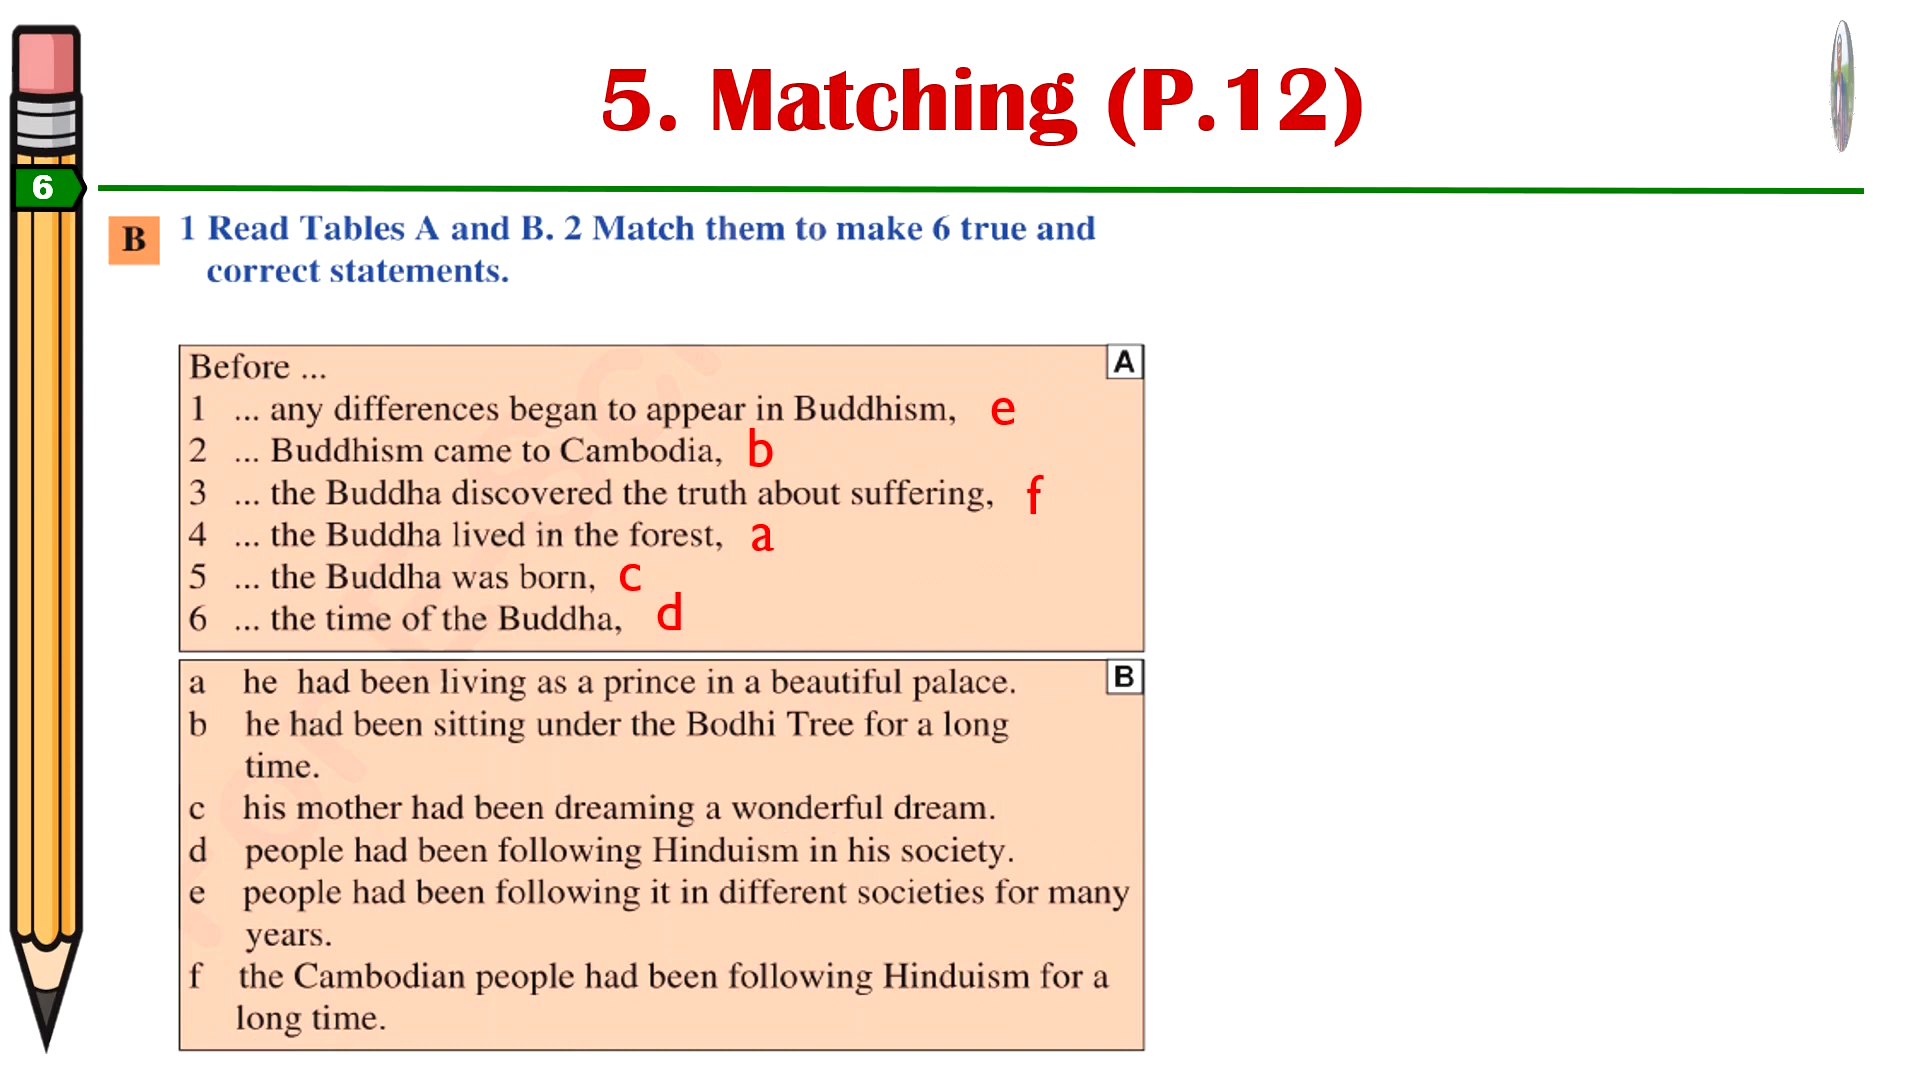 5. Matching (P.12)
6
B 1 Read Tables A and B. 2 Match them to make 6 true and
correct statements.
A
Before ...
1 ... any differences began to appear in Buddhism, e
2 ... Buddhism came to Cambodia, b
3 ... the Buddha discovered the truth about suffering, f
4 ... the Buddha lived in the forest, a
5 ... the Buddha was born, c
6 ... the time of the Buddha, d
B
a he had been living as a prince in a beautiful palace.
b he had been sitting under the Bodhi Tree for a long
time.
c his mother had been dreaming a wonderful dream.
d people had been following Hinduism in his society.
e people had been following it in different societies for many
years.
f the Cambodian people had been following Hinduism for a
long time.